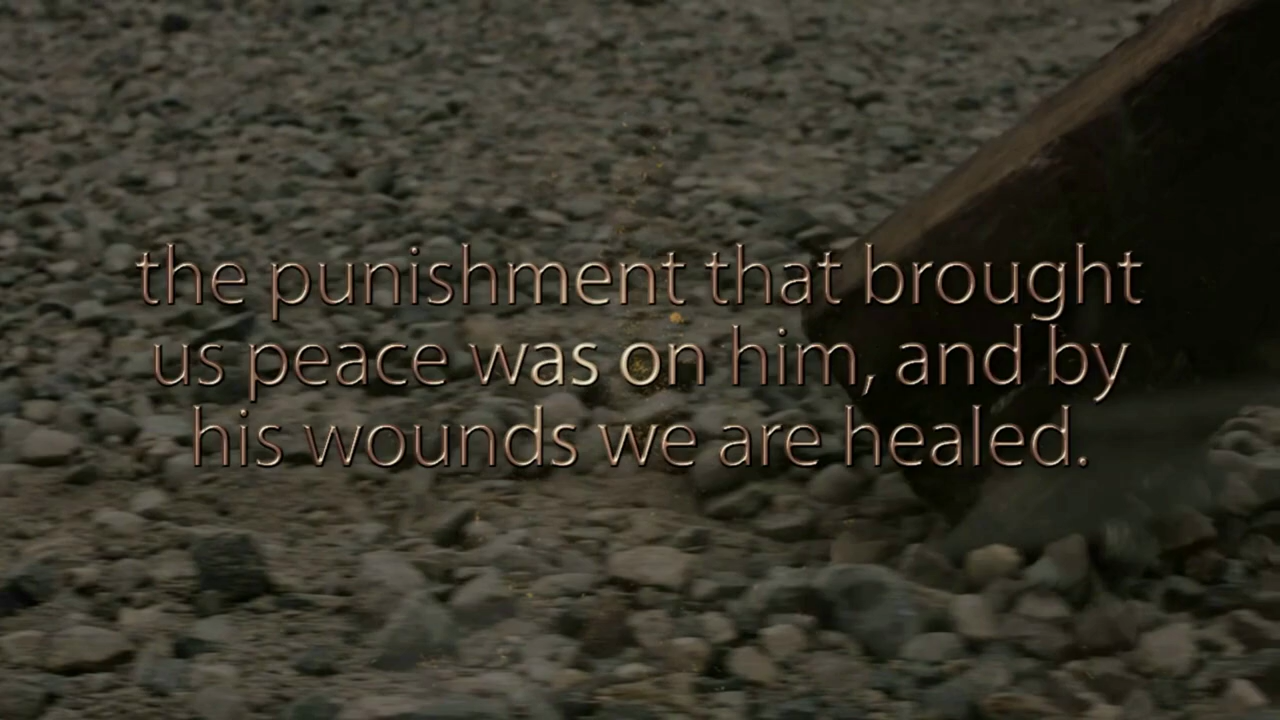 the punishment that brought
us peace was on him, and by
his wounds we are healed.